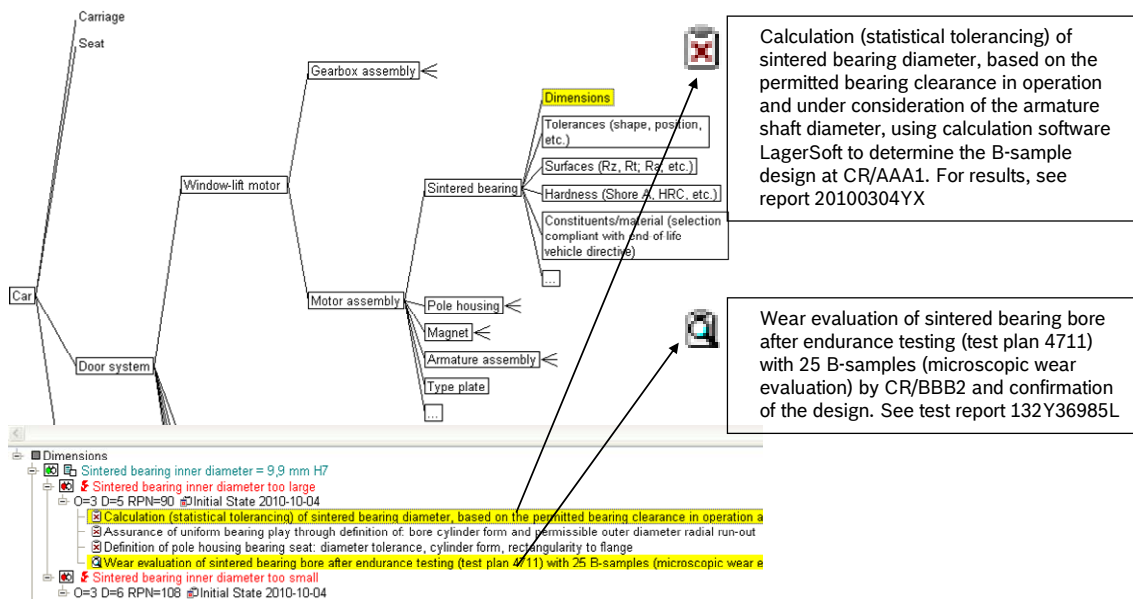 Carriage
Seat
Gearbox assembly
Window-lift motor
Dimensions
Tolerances (shape, position,
etc.)
Surfaces (Rz, Rt; Ra, etc.)
Sintered bearing
Hardness (Shore A, HRC, etc.)
Constituents/material (selection
compliant with end of life
vehicle directive)
...
Car
Motor assembly
Pole housing
Magnet
Door system
Armature assembly
Type plate
...
Calculation (statistical tolerancing) of
sintered bearing diameter, based on the
permitted bearing clearance in operation
and under consideration of the armature
shaft diameter, using calculation software
LagerSoft to determine the B-sample
design at CR/AAA1. For results, see
report 20100304YX
Wear evaluation of sintered bearing bore
after endurance testing (test plan 4711)
with 25 B-samples (microscopic wear
evaluation) by CR/BBB2 and confirmation
of the design. See test report 132Y36985L
Dimensions
Sintered bearing inner diameter = 9,9 mm H7
Sintered bearing inner diameter too large
O=3 D=5 RPN=90 Initial State 2010-10-04
Calculation (statistical tolerancing) of sintered bearing diameter, based on the permitted bearing clearance in operation a
Assurance of uniform bearing play through definition of: bore cylinder form and permissible outer diameter radial run-out
Definition of pole housing bearing seat: diameter tolerance, cylinder form, rectangularity to flange
Wear evaluation of sintered bearing bore after endurance testing (test plan 4711) with 25 B-samples (microscopic wear e
Sintered bearing inner diameter too small
O=3 D=6 RPN=108 Initial State 2010-10-04